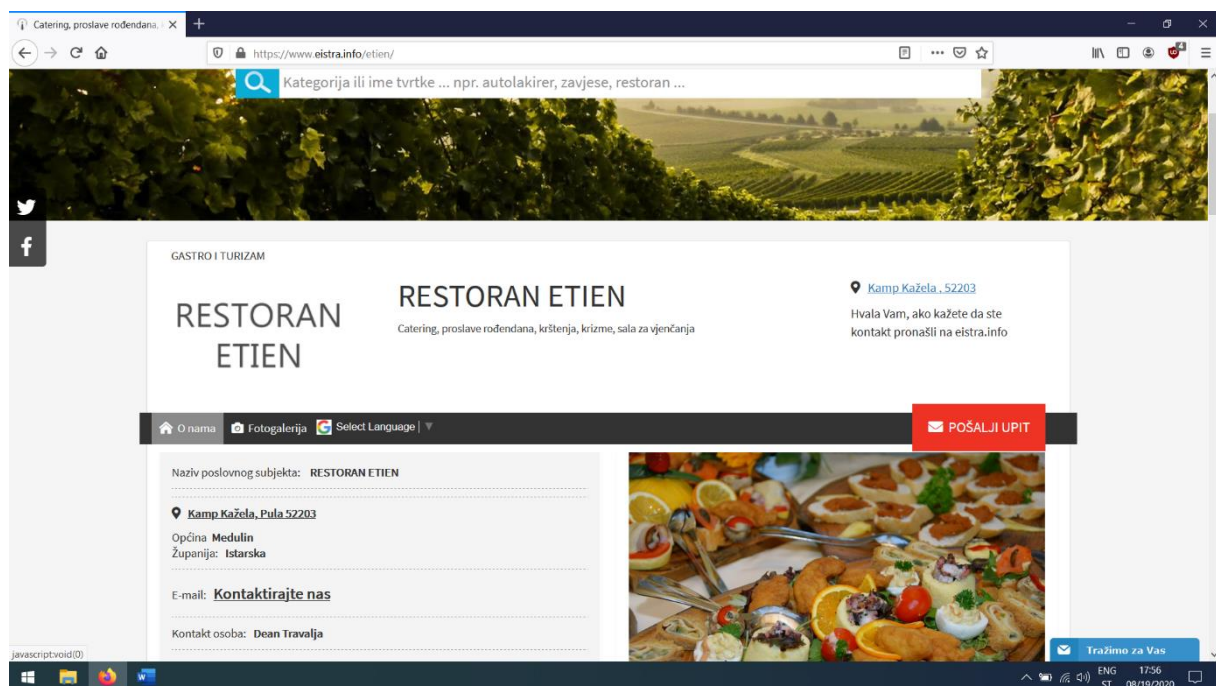 Catering, proslave rođendana,
https://www.eistra.info/etien/
Kategorija ili ime tvrtke ... npr. autolakirer, zavjese, restoran ...
GASTRO I TURIZAM
RESTORAN
ETIEN
RESTORAN ETIEN
Catering, proslave rođendana, krštenja, krizme, sala za vjenčanja
Kamp Kažela , 52203
Hvala Vam, ako kažete da ste
kontakt pronašli na eistra.info
O nama Fotogalerija Select Language | ▼
POŠALJI UPIT
Naziv poslovnog subjekta: RESTORAN ETIEN
Kamp Kažela, Pula 52203
Općina Medulin
Županija: Istarska
E-mail: Kontaktirajte nas
Kontakt osoba: Dean Travalja
javascript:void(0)
Tražimo za Vas
ENG 17:56
ST 08/19/2020